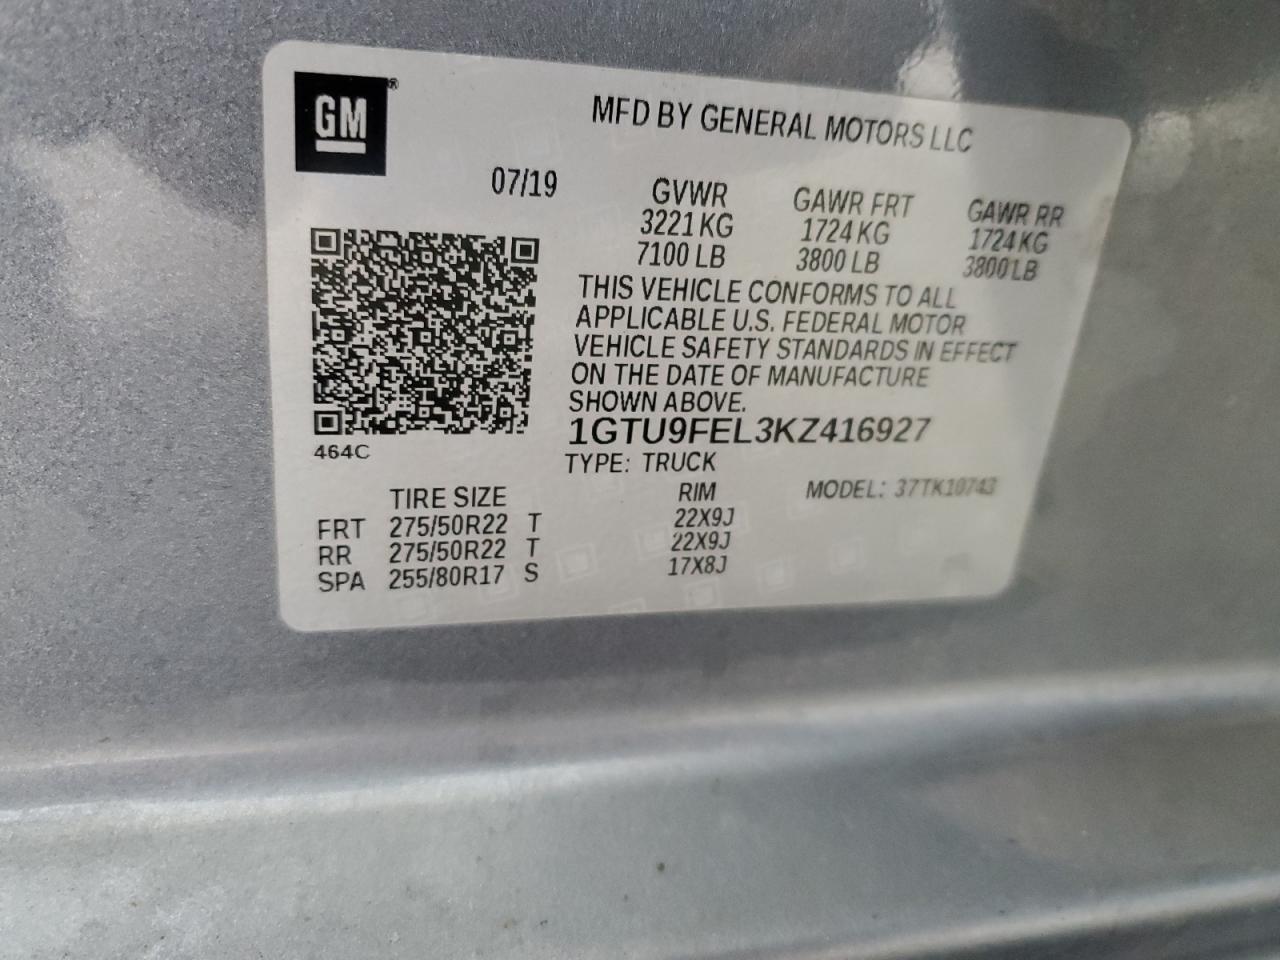 GM®
MFD BY GENERAL MOTORS LLC
07/19
GVWR GAWR FRT GAWR RR
3221 KG 1724 KG 1724 KG
7100 LB 3800 LB 3800 LB
THIS VEHICLE CONFORMS TO ALL
APPLICABLE U.S. FEDERAL MOTOR
VEHICLE SAFETY STANDARDS IN EFFECT
ON THE DATE OF MANUFACTURE
SHOWN ABOVE.
1GTU9FEL3KZ416927
464C
TYPE: TRUCK
MODEL: 37TK10743
TIRE SIZE RIM
FRT 275/50R22 T 22X9J
RR 275/50R22 T 22X9J
SPA 255/80R17 S 17X8J